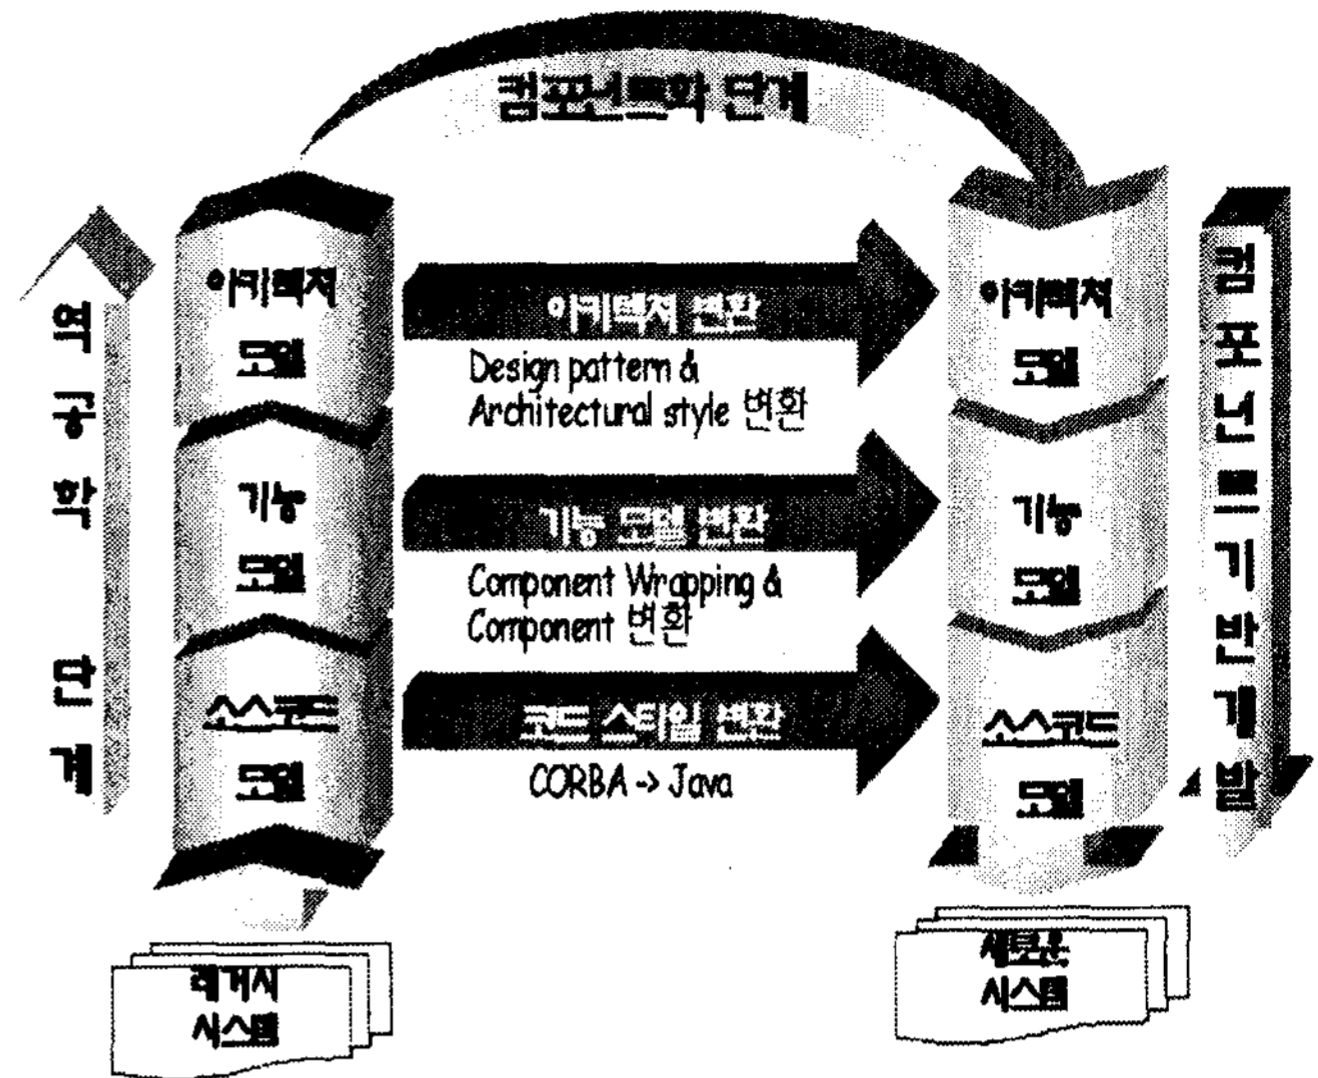 컴포넌트화 단계
역공학 단계
아키텍쳐
모델
기능
모델
소스코드
모델
레거시
시스템
아키텍쳐 변환
Design pattern &
Architectural style 변환
기능 모델 변환
Component Wrapping &
Component 변환
코드 스타일 변환
CORBA -> Java
아키텍쳐
모델
기능
모델
소스코드
모델
새로운
시스템
컴포넌트기반개발